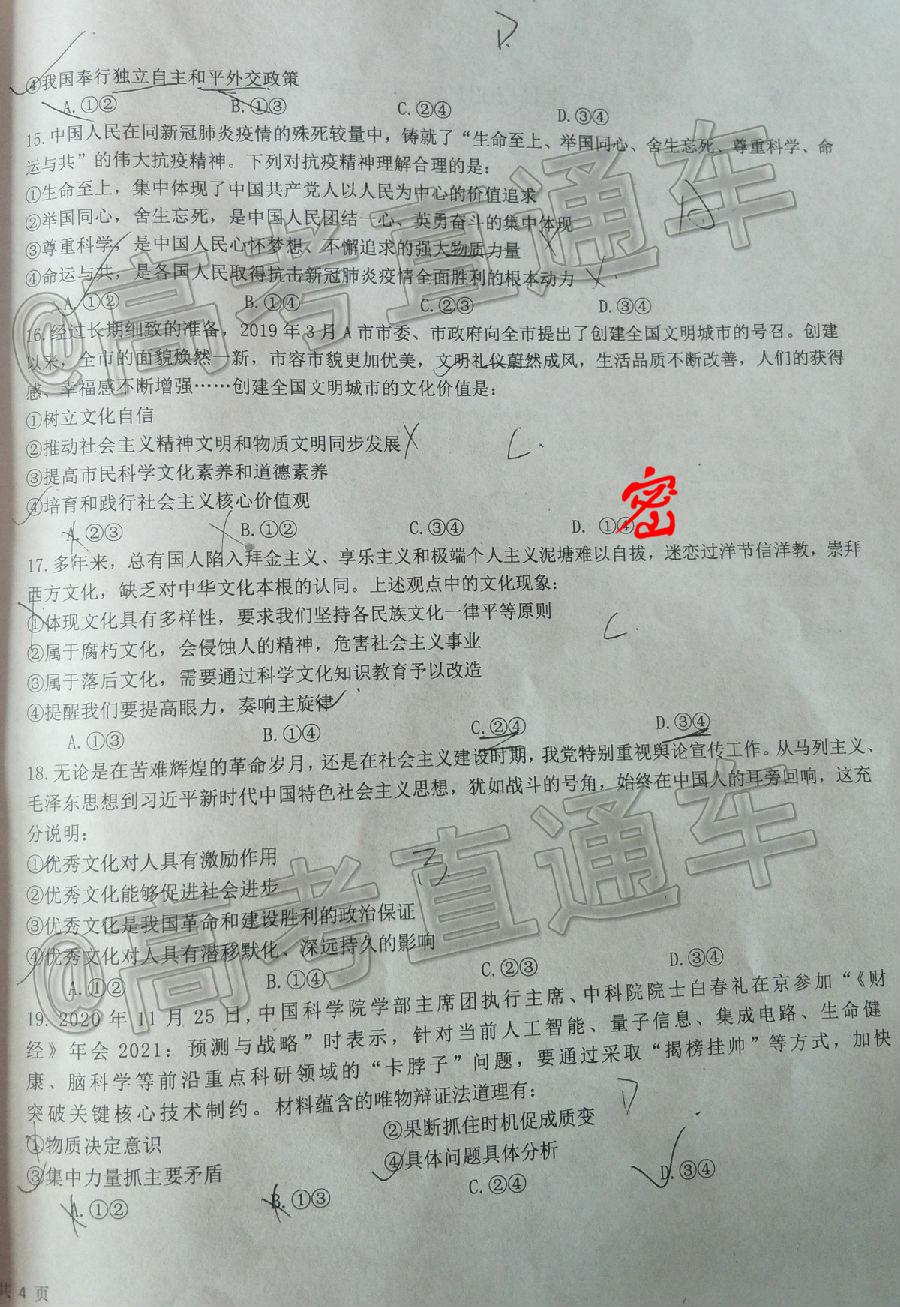 D.
④我国奉行独立自主和平外交政策
A.①② B.①③ C.②④ D.③④
15.中国人民在同新冠肺炎疫情的殊死较量中，铸就了“生命至上、举国同心、舍生忘死、尊重科学、命
运与共”的伟大抗疫精神。下列对抗疫精神理解合理的是：
①生命至上，集中体现了中国共产党人以人民为中心的价值追求
②举国同心，舍生忘死，是中国人民团结一心、英勇奋斗的集中体现
A
③尊重科学，是中国人民心怀梦想、不懈追求的强大物质力量
④命运与共，是各国人民取得抗击新冠肺炎疫情全面胜利的根本动力
A.①② B.①④ C.②③ D.③④
16.经过长期细致的准备，2019年3月A市市委、市政府向全市提出了创建全国文明城市的号召。创建
以来，全市的面貌焕然一新，市容市貌更加优美，文明礼仪蔚然成风，生活品质不断改善，人们的获得
感、幸福感不断增强……创建全国文明城市的文化价值是：
①树立文化自信
②推动社会主义精神文明和物质文明同步发展
C.
③提高市民科学文化素养和道德素养
④培育和践行社会主义核心价值观
密
A.②③ B.①② C.③④ D.①④
17.多年来，总有国人陷入拜金主义、享乐主义和极端个人主义泥塘难以自拔，迷恋过洋节信洋教，崇拜
西方文化，缺乏对中华文化本根的认同。上述观点中的文化现象：
①体现文化具有多样性，要求我们坚持各民族文化一律平等原则
C.
②属于腐朽文化，会侵蚀人的精神，危害社会主义事业
③属于落后文化，需要通过科学文化知识教育予以改造
④提醒我们要提高眼力，奏响主旋律
A.①③ B.①④ C.②④ D.③④
18.无论是在苦难辉煌的革命岁月，还是在社会主义建设时期，我党特别重视舆论宣传工作。从马列主义、
毛泽东思想到习近平新时代中国特色社会主义思想，犹如战斗的号角，始终在中国人的耳旁回响，这充
分说明：
①优秀文化对人具有激励作用
B
②优秀文化能够促进社会进步
③优秀文化是我国革命和建设胜利的政治保证
④优秀文化对人具有潜移默化、深远持久的影响
A.①② B.①④ C.②③ D.③④
19.2020年11月25日，中国科学院学部主席团执行主席、中科院院士白春礼在京参加“《财
经》年会2021：预测与战略”时表示，针对当前人工智能、量子信息、集成电路、生命健
康、脑科学等前沿重点科研领域的“卡脖子”问题，要通过采取“揭榜挂帅”等方式，加快
突破关键核心技术制约。材料蕴含的唯物辩证法道理有：
D
①物质决定意识 ②果断抓住时机促成质变
③集中力量抓主要矛盾 ④具体问题具体分析
A.①② B.①③ C.②④ D.③④
共4页
@高考直通车
@高考直通车